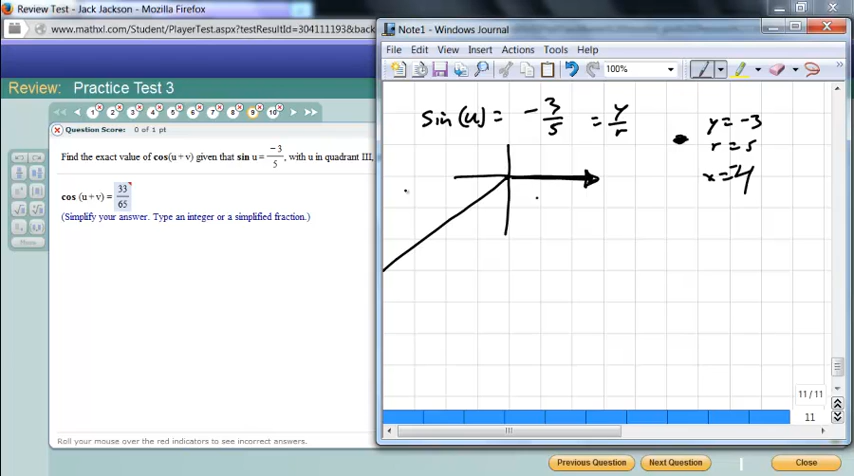 Review Test - Jack Jackson - Mozilla Firefox
www.mathxl.com/Student/PlayerTest.aspx?testResultId=304111193&back
Review: Practice Test 3
1 2 3 4 5 6 7 8 9 10
Question Score: 0 of 1 pt
Find the exact value of cos(u+v) given that sin u = -3/5, with u in quadrant III,
cos (u+v) = 33/65
(Simplify your answer. Type an integer or a simplified fraction.)
More
Roll your mouse over the red indicators to see incorrect answers.
Previous Question Next Question Close
Note1 - Windows Journal
File Edit View Insert Actions Tools Help
100%
sin(u) = -3/5 = y/r
y = -3
r = 5
x = -4
11/11
11